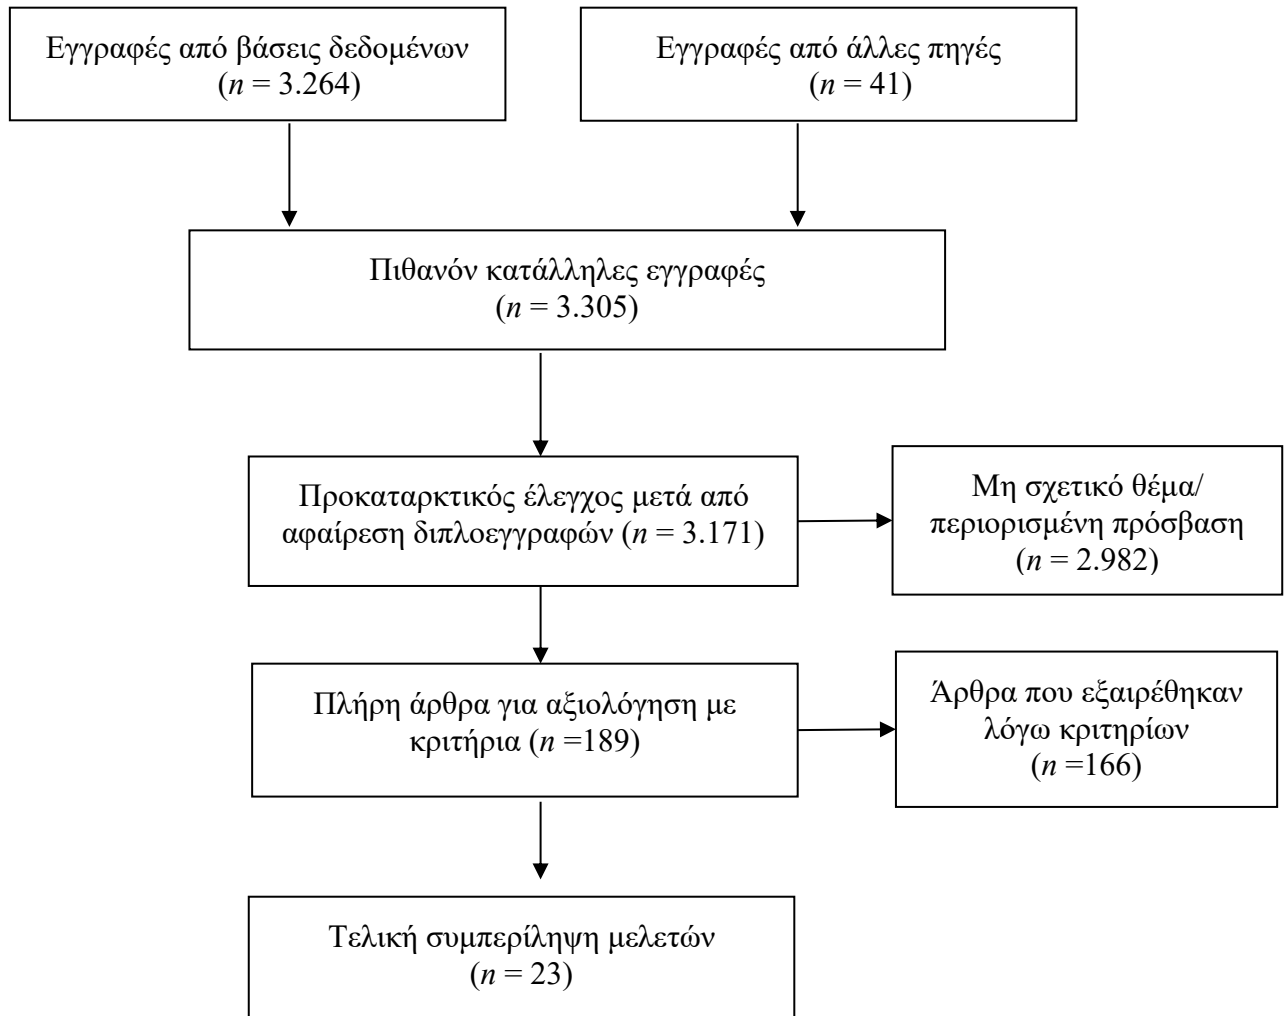 Εγγραφές από βάσεις δεδομένων
(n = 3.264)
Εγγραφές από άλλες πηγές
(n = 41)
Πιθανόν κατάλληλες εγγραφές
(n = 3.305)
Προκαταρκτικός έλεγχος μετά από
αφαίρεση διπλοεγγραφών (n = 3.171)
Μη σχετικό θέμα/
περιορισμένη πρόσβαση
(n = 2.982)
Πλήρη άρθρα για αξιολόγηση με
κριτήρια (n =189)
Άρθρα που εξαιρέθηκαν
λόγω κριτηρίων
(n =166)
Τελική συμπερίληψη μελετών
(n = 23)